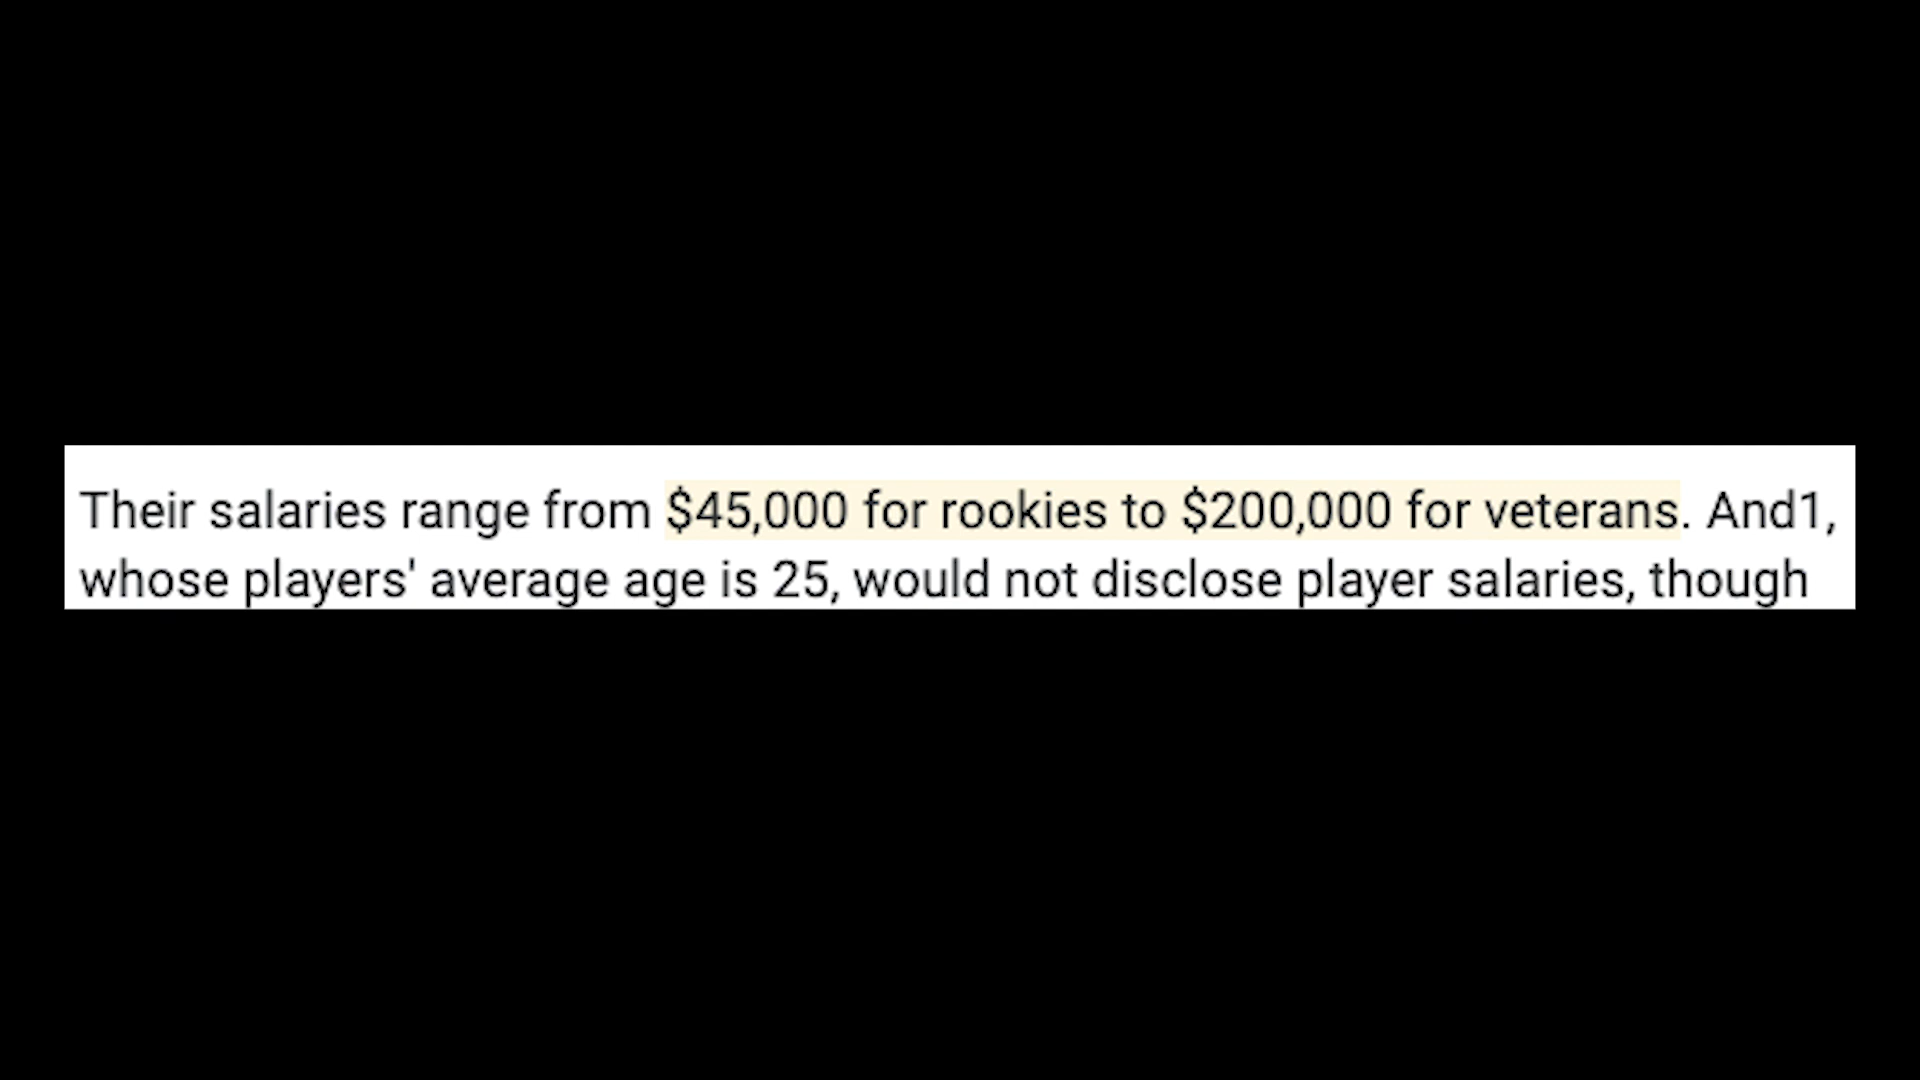 Their salaries range from $45,000 for rookies to $200,000 for veterans. And1,
whose players' average age is 25, would not disclose player salaries, though